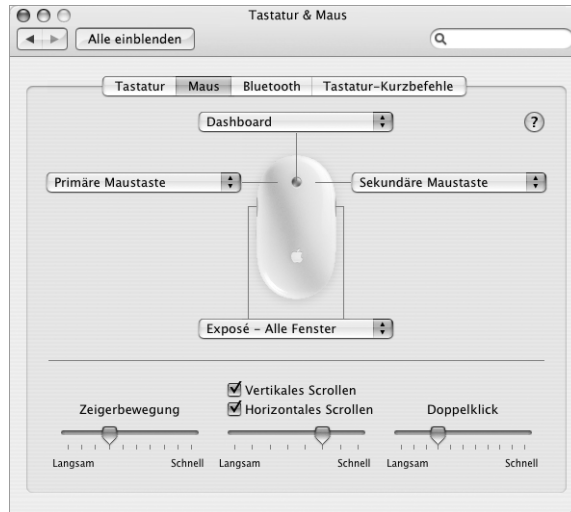 Tastatur & Maus
Alle einblenden
Tastatur Maus Bluetooth Tastatur-Kurzbefehle
Dashboard
?
Primäre Maustaste
Sekundäre Maustaste
Exposé – Alle Fenster
Vertikales Scrollen
Zeigerbewegung Horizontales Scrollen Doppelklick
Langsam Schnell Langsam Schnell Langsam Schnell